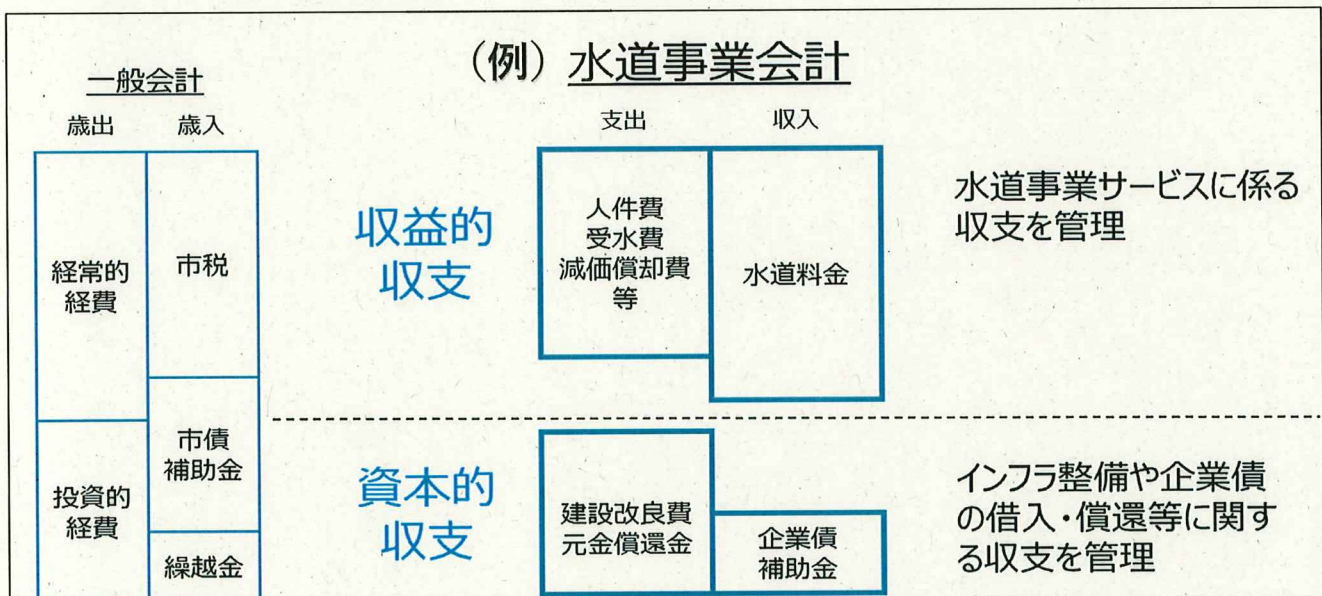 (例) 水道事業会計
一般会計
歳出 歳入
経常的
経費
市税
市債
補助金
投資的
経費
繰越金
支出 収入
収益的
収支
人件費
受水費
減価償却費
等
水道料金
水道事業サービスに係る
収支を管理
資本的
収支
建設改良費
元金償還金
企業債
補助金
インフラ整備や企業債
の借入・償還等に関す
る収支を管理